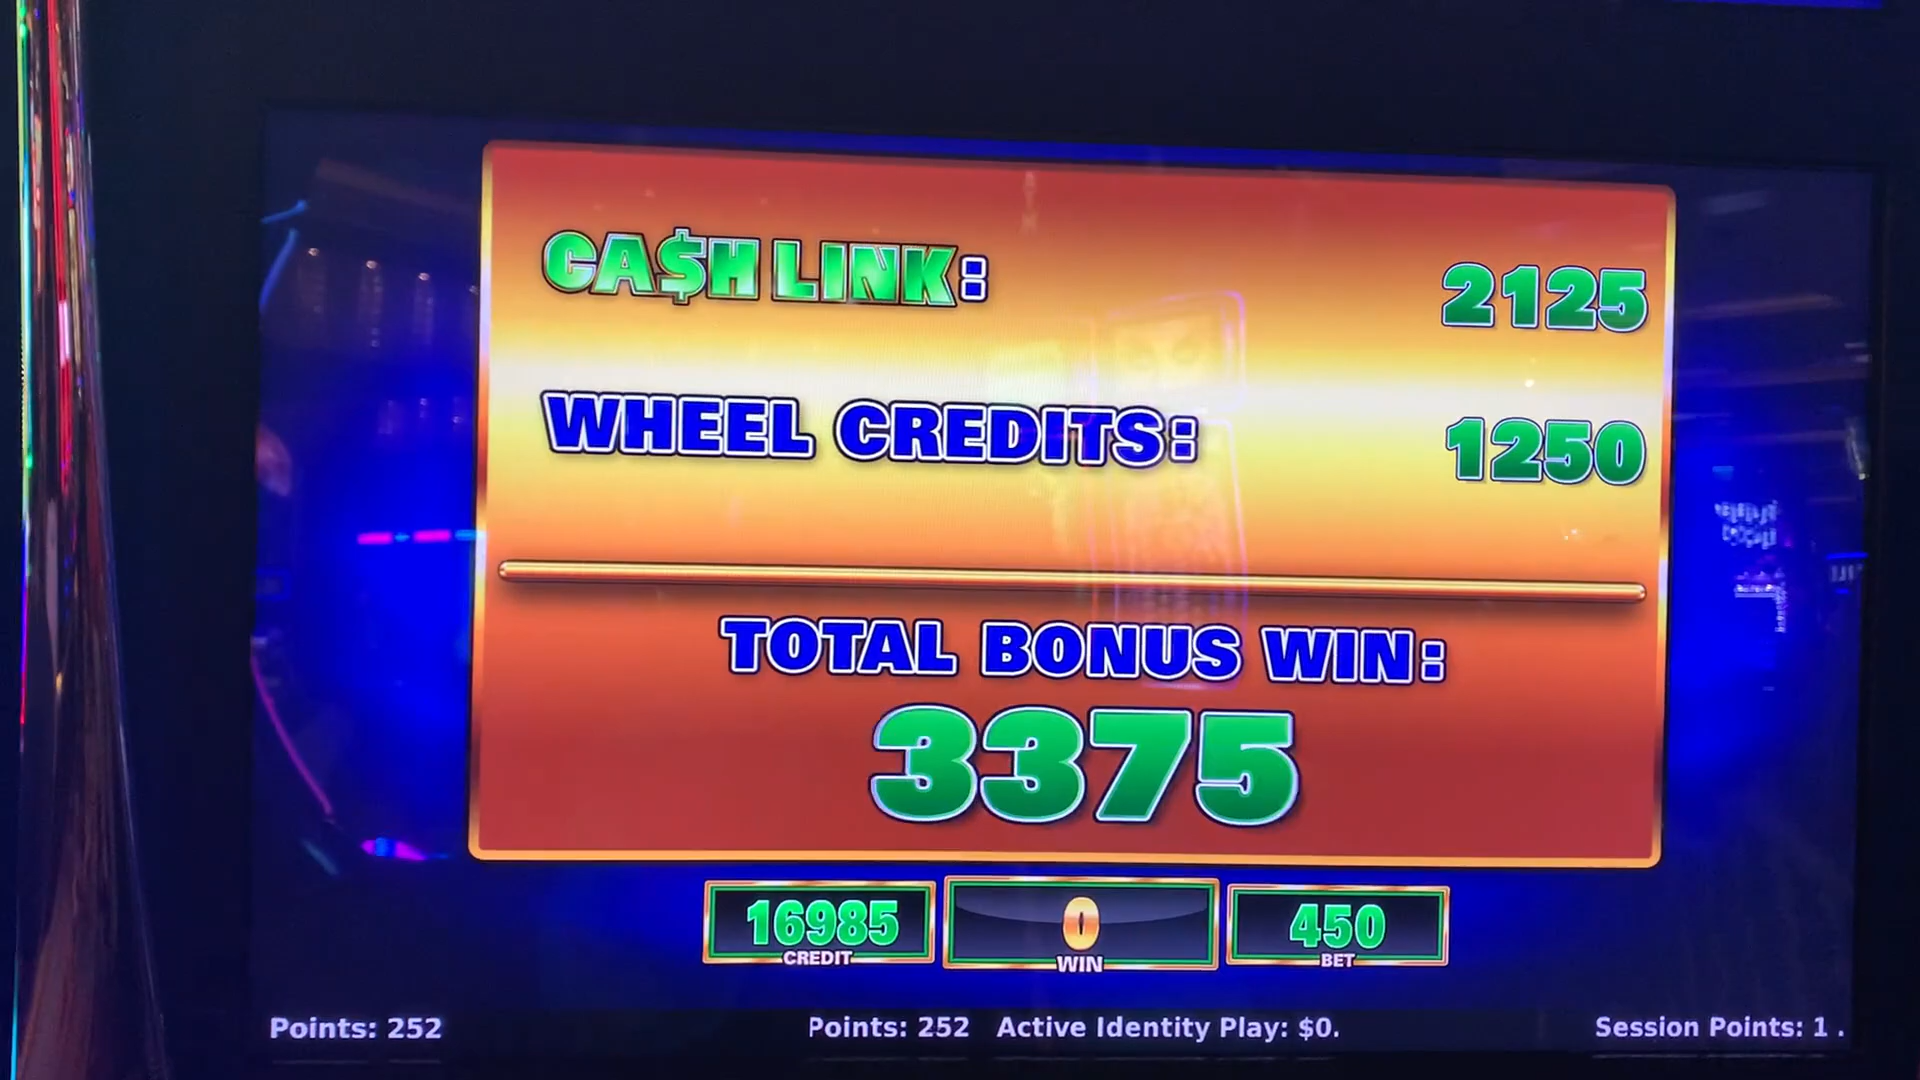 CA$H LINK: 2125
WHEEL CREDITS: 1250
TOTAL BONUS WIN:
3375
16985 0 450
CREDIT WIN BET
Points: 252 Points: 252 Active Identity Play: $0. Session Points: 1 .